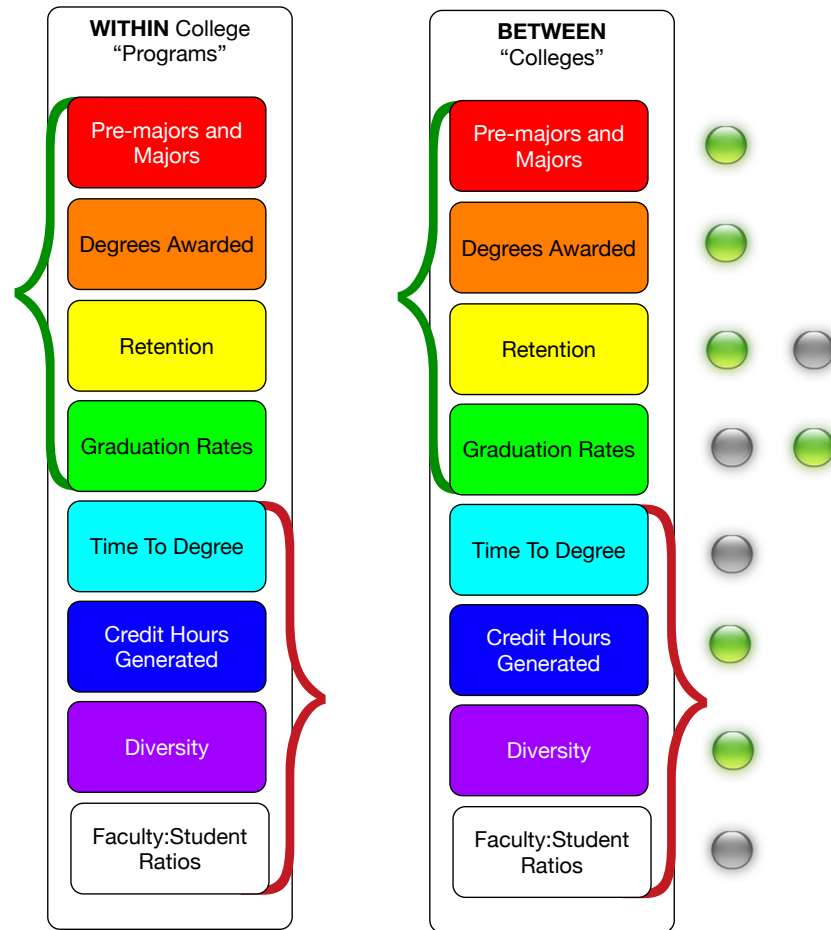 WITHIN College
“Programs”
Pre-majors and
Majors
Degrees Awarded
Retention
Graduation Rates
Time To Degree
Credit Hours
Generated
Diversity
Faculty:Student
Ratios
BETWEEN
“Colleges”
Pre-majors and
Majors
Degrees Awarded
Retention
Graduation Rates
Time To Degree
Credit Hours
Generated
Diversity
Faculty:Student
Ratios